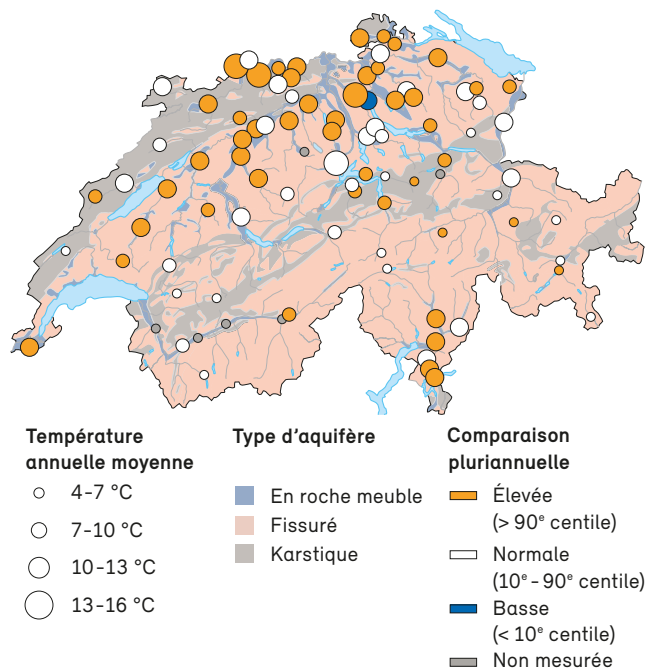 Température
annuelle moyenne
4-7 °C
7-10 °C
10-13 °C
13-16 °C
Type d'aquifère
En roche meuble
Fissuré
Karstique
Comparaison
pluriannuelle
Élevée
(> 90e centile)
Normale
(10e - 90e centile)
Basse
(< 10e centile)
Non mesurée